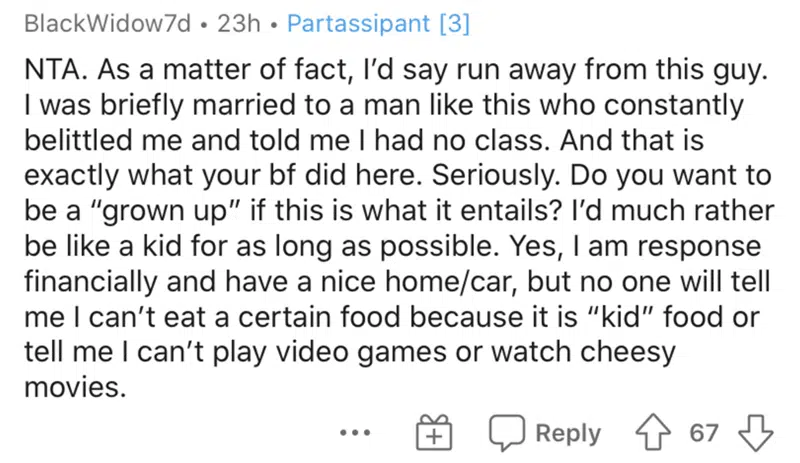 BlackWidow7d • 23h • Partassipant [3]
NTA. As a matter of fact, I’d say run away from this guy.
I was briefly married to a man like this who constantly
belittled me and told me I had no class. And that is
exactly what your bf did here. Seriously. Do you want to
be a “grown up” if this is what it entails? I’d much rather
be like a kid for as long as possible. Yes, I am response
financially and have a nice home/car, but no one will tell
me I can’t eat a certain food because it is “kid” food or
tell me I can’t play video games or watch cheesy
movies.
... Reply 67